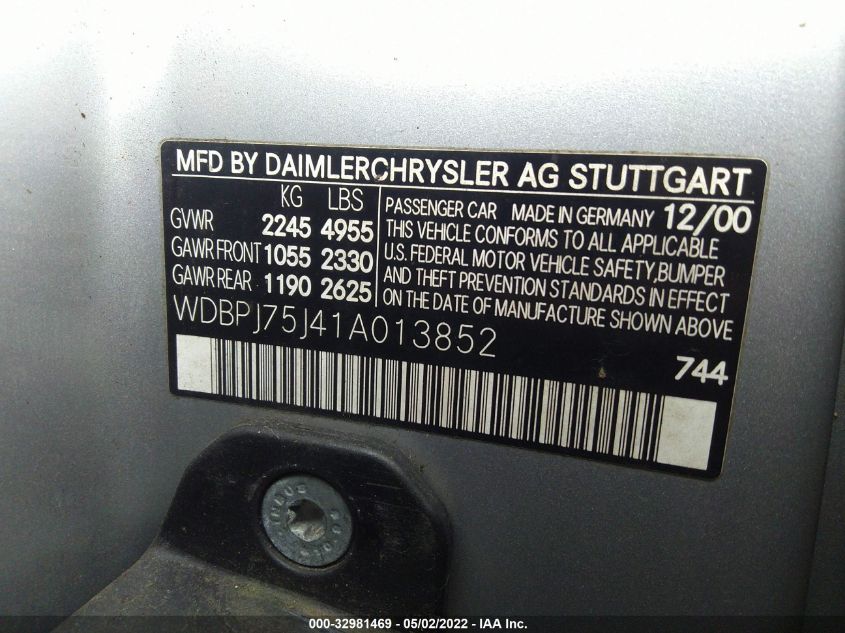 MFD BY DAIMLERCHRYSLER AG STUTTGART
KG LBS
GVWR 2245 4955
GAWR FRONT 1055 2330
GAWR REAR 1190 2625
PASSENGER CAR MADE IN GERMANY 12/00
THIS VEHICLE CONFORMS TO ALL APPLICABLE
U.S. FEDERAL MOTOR VEHICLE SAFETY,BUMPER
AND THEFT PREVENTION STANDARDS IN EFFECT
ON THE DATE OF MANUFACTURE SHOWN ABOVE
WDBPJ75J41A013852
744
000-32981469 - 05/02/2022 - IAA Inc.